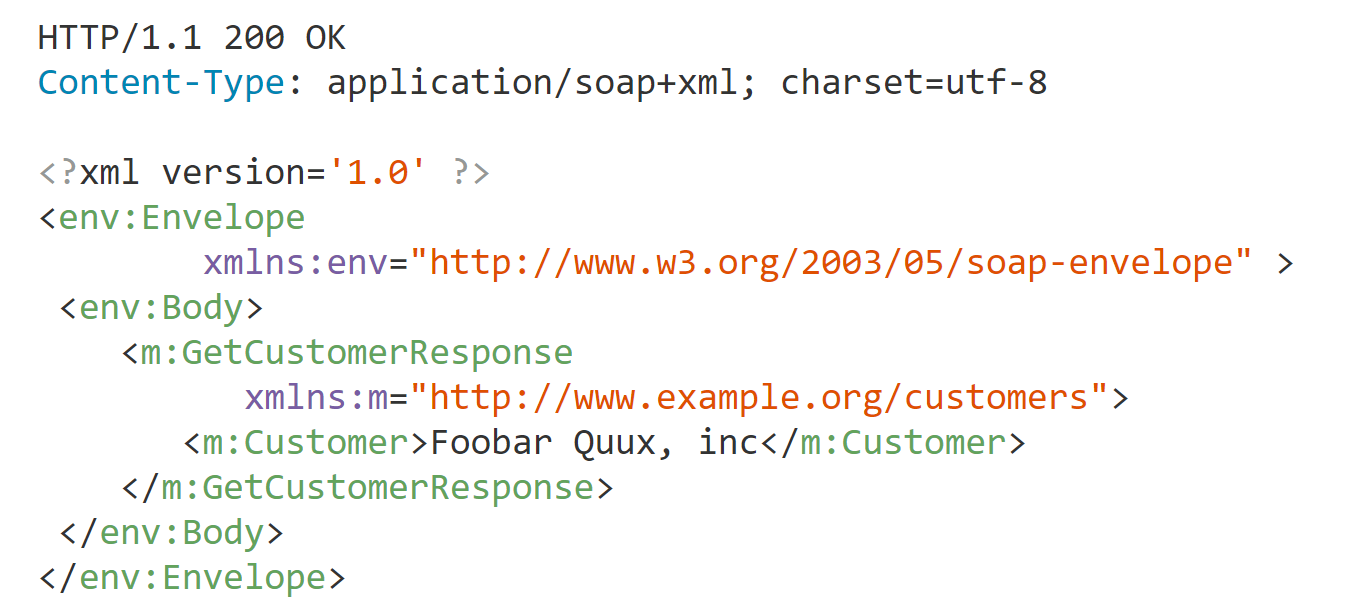 HTTP/1.1 200 OK
Content-Type: application/soap+xml; charset=utf-8

<?xml version='1.0' ?>
<env:Envelope
        xmlns:env="http://www.w3.org/2003/05/soap-envelope" >
 <env:Body>
    <m:GetCustomerResponse
          xmlns:m="http://www.example.org/customers">
       <m:Customer>Foobar Quux, inc</m:Customer>
    </m:GetCustomerResponse>
 </env:Body>
</env:Envelope>